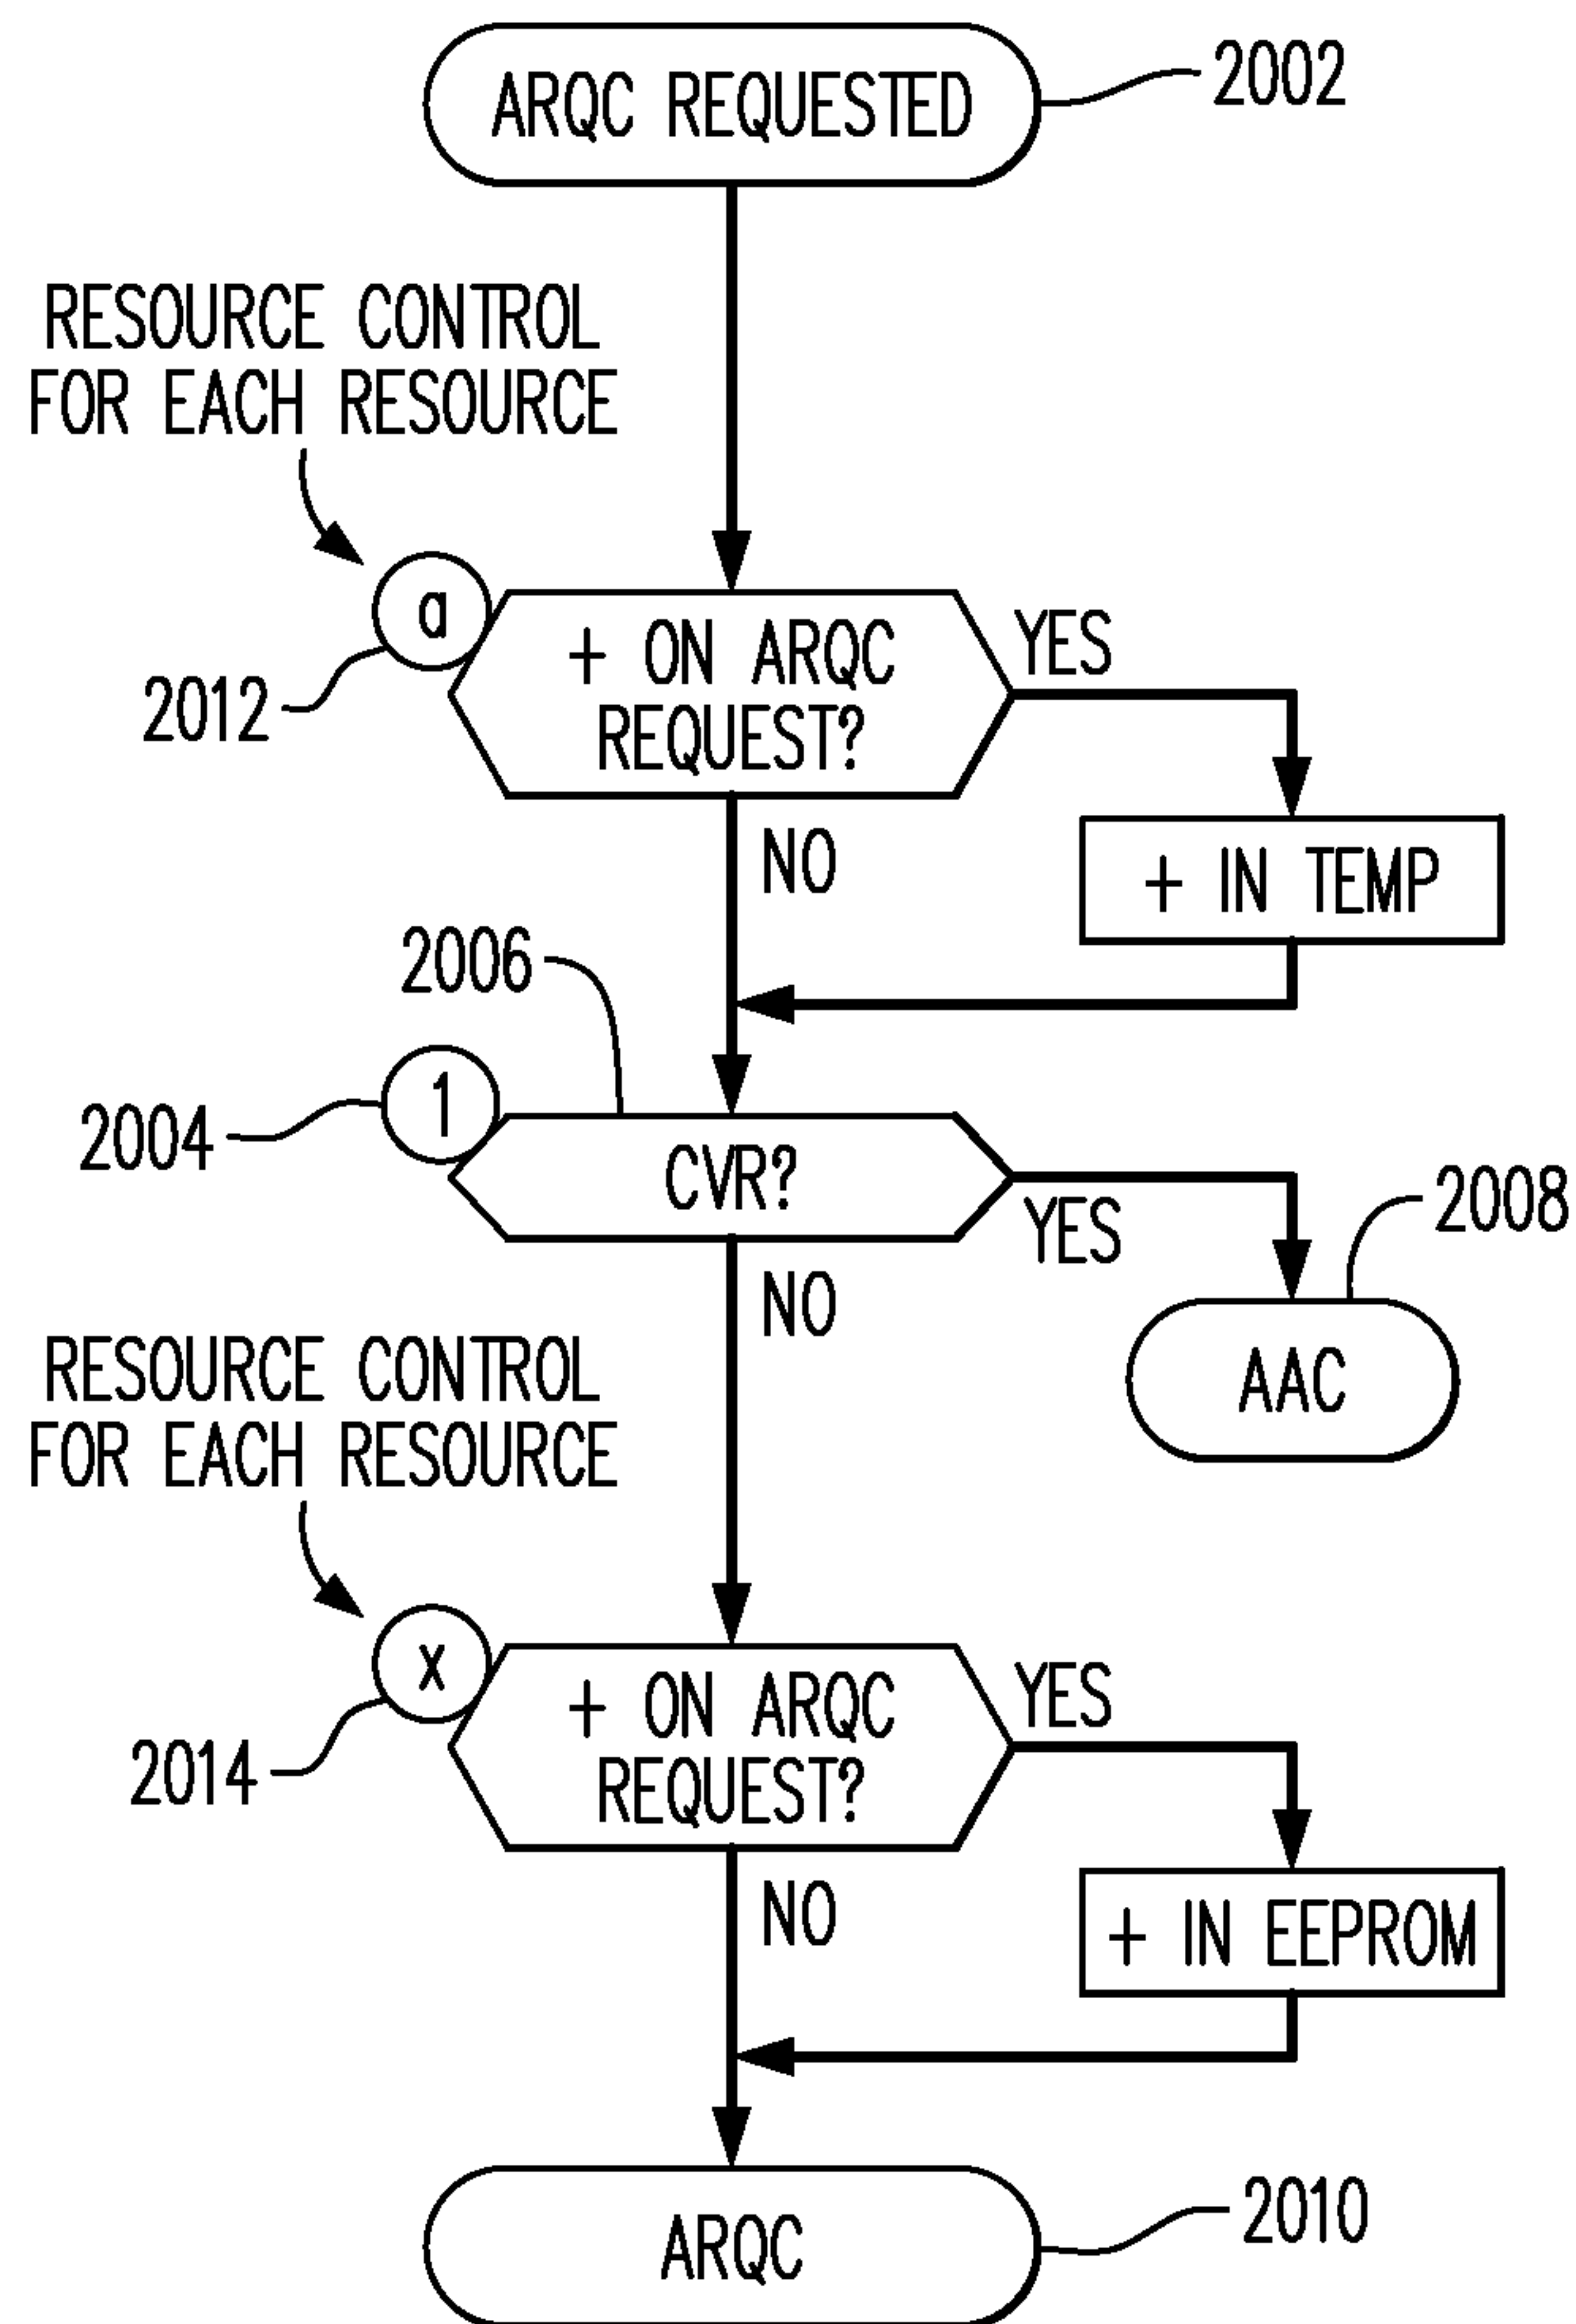 ARQC REQUESTED
2002
RESOURCE CONTROL
FOR EACH RESOURCE
a
2012
+ ON ARQC
REQUEST?
YES
NO
+ IN TEMP
2006
2004
1
CVR?
YES
NO
2008
AAC
RESOURCE CONTROL
FOR EACH RESOURCE
x
2014
+ ON ARQC
REQUEST?
YES
NO
+ IN EEPROM
ARQC
2010